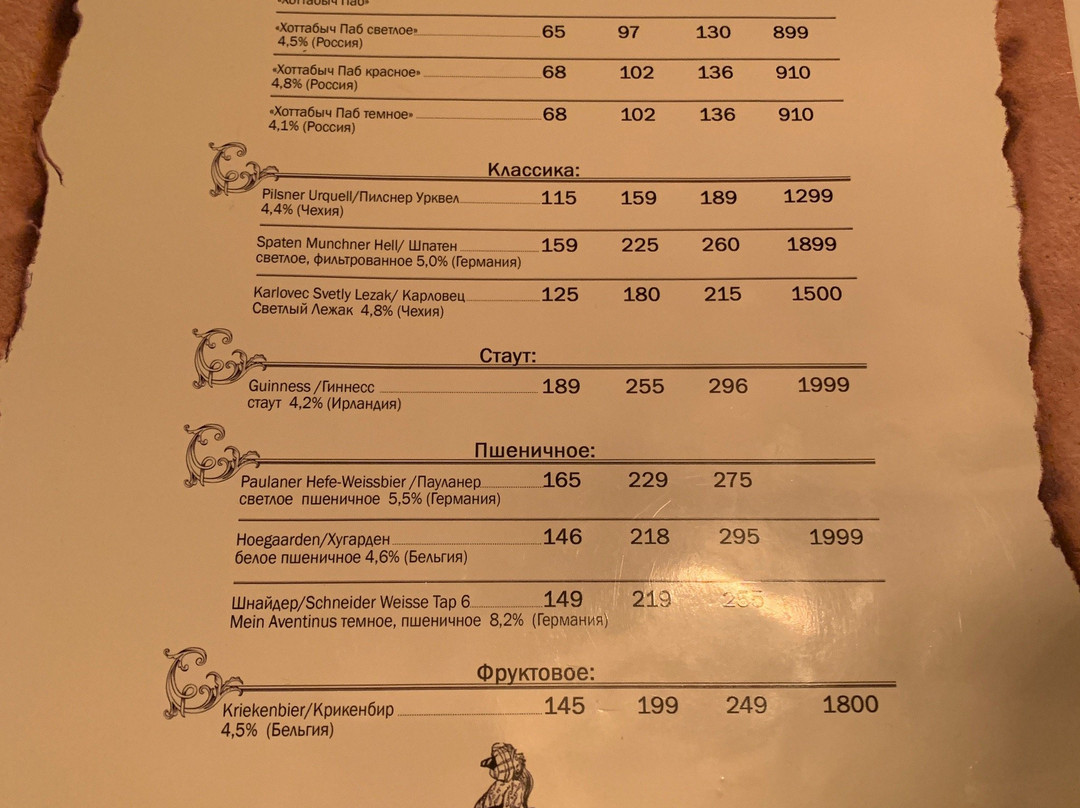 «Хоттабыч Паб»
«Хоттабыч Паб светлое» 65 97 130 899
4,5% (Россия)
«Хоттабыч Паб красное» 68 102 136 910
4,8% (Россия)
«Хоттабыч Паб темное» 68 102 136 910
4,1% (Россия)
Классика:
Pilsner Urquell/Пилснер Урквел 115 159 189 1299
4,4% (Чехия)
Spaten Munchner Hell/ Шпатен 159 225 260 1899
светлое, фильтрованное 5,0% (Германия)
Karlovec Svetly Lezak/ Карловец 125 180 215 1500
Светлый Лежак 4,8% (Чехия)
Стаут:
Guinness /Гиннесс 189 255 296 1999
стаут 4,2% (Ирландия)
Пшеничное:
Paulaner Hefe-Weissbier /Пауланер 165 229 275
светлое пшеничное 5,5% (Германия)
Hoegaarden/Хугарден 146 218 295 1999
белое пшеничное 4,6% (Бельгия)
Шнайдер/Schneider Weisse Tap 6 149 219
Mein Aventinus темное, пшеничное 8,2% (Германия)
Фруктовое:
Kriekenbier/Крикенбир 145 199 249 1800
4,5% (Бельгия)